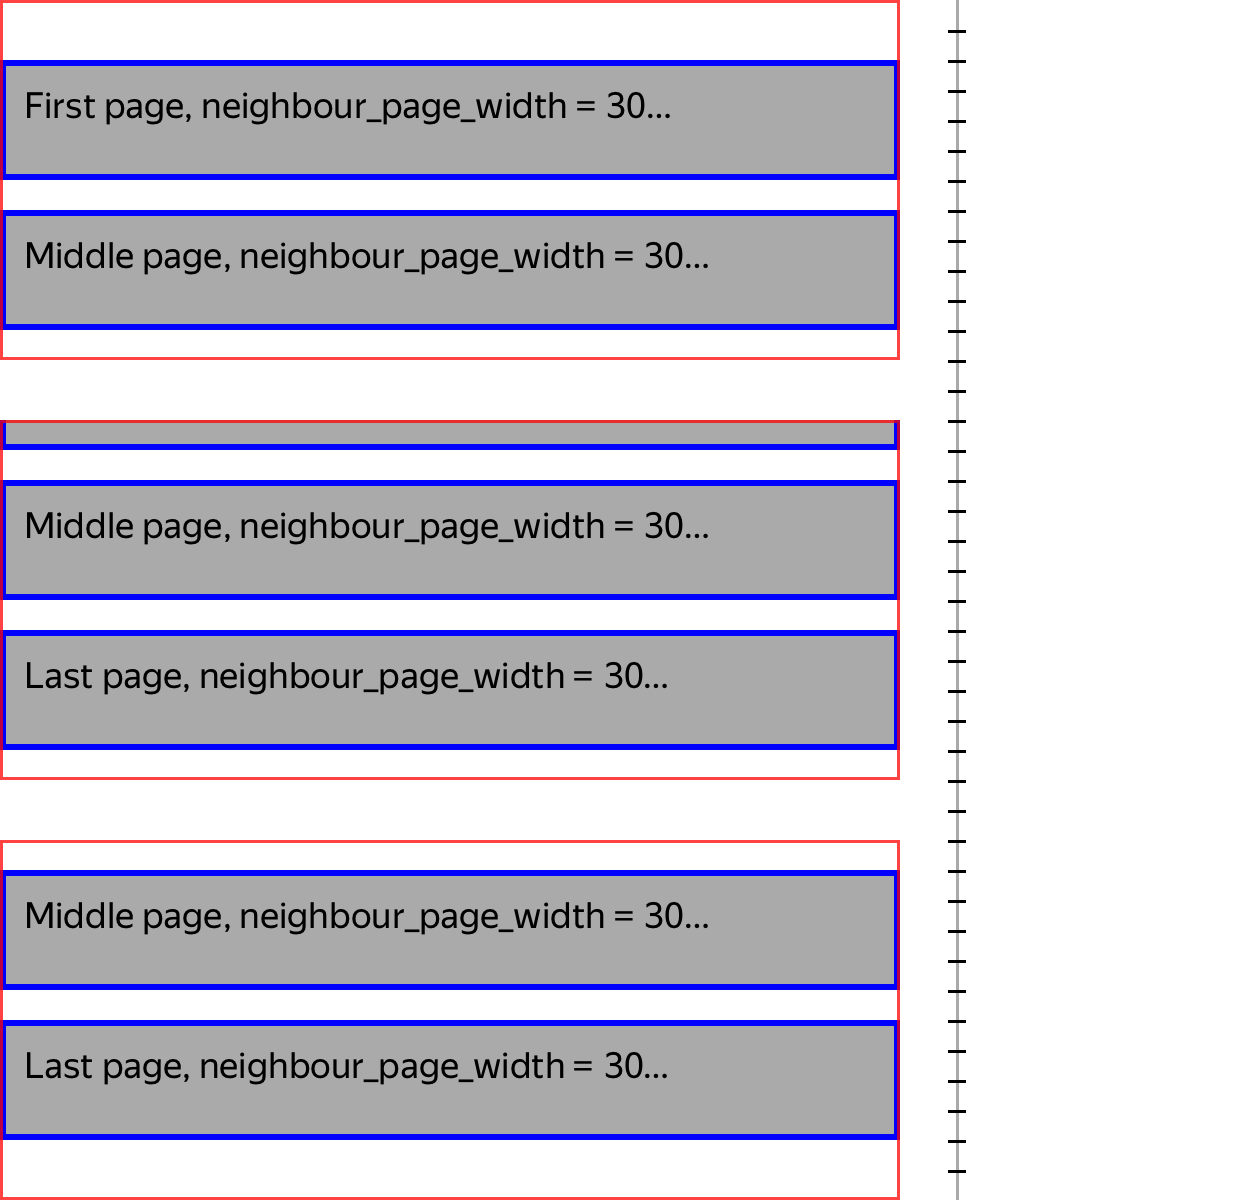 First page, neighbour_page_width = 30...
Middle page, neighbour_page_width = 30...
Middle page, neighbour_page_width = 30...
Last page, neighbour_page_width = 30...
Middle page, neighbour_page_width = 30...
Last page, neighbour_page_width = 30...